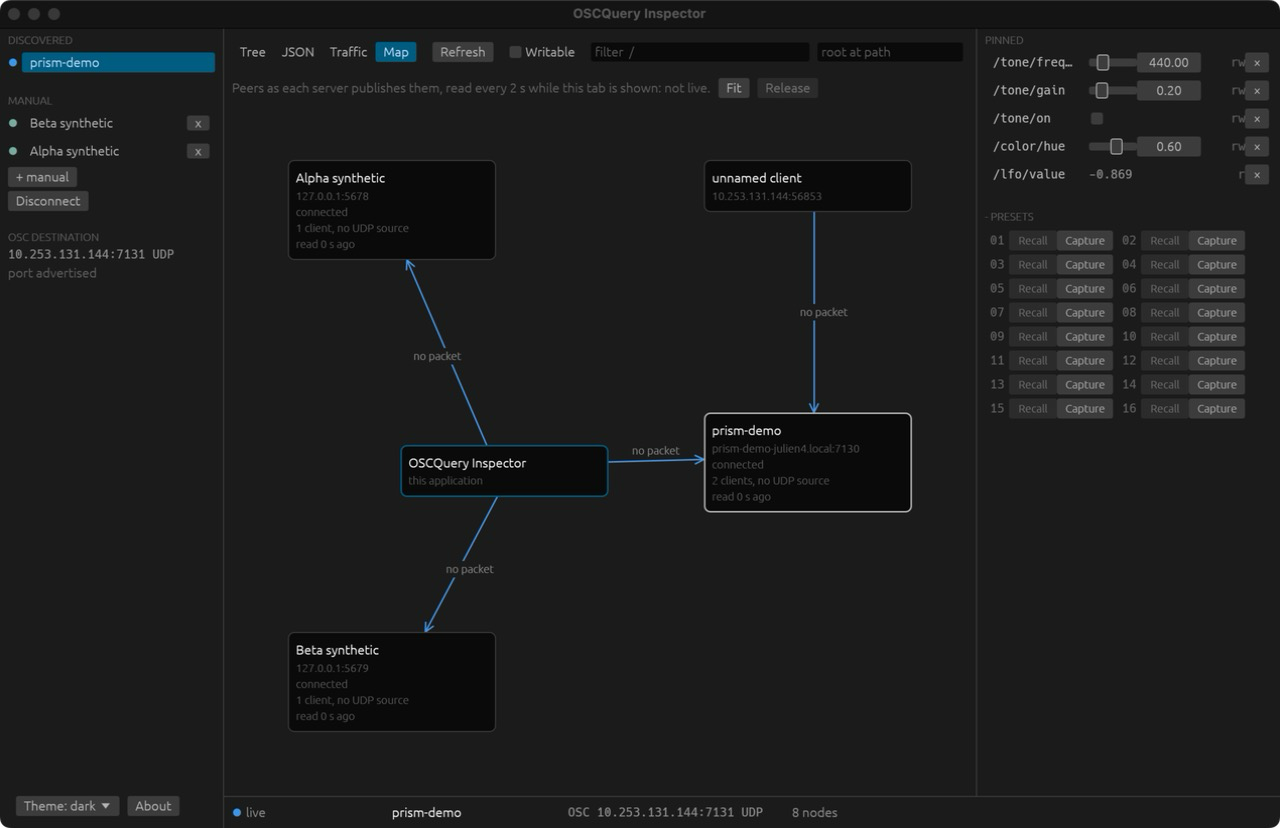 OSCQuery Inspector
DISCOVERED
prism-demo
MANUAL
Beta synthetic x
Alpha synthetic x
+ manual
Disconnect
OSC DESTINATION
10.253.131.144:7131 UDP
port advertised
Theme: dark
About
Tree JSON Traffic Map Refresh Writable filter / root at path
Peers as each server publishes them, read every 2 s while this tab is shown: not live. Fit Release
Alpha synthetic
127.0.0.1:5678
connected
1 client, no UDP source
read 0 s ago
unnamed client
10.253.131.144:56853
no packet
no packet
OSCQuery Inspector
this application
no packet
prism-demo
prism-demo-julien4.local:7130
connected
2 clients, no UDP source
read 0 s ago
no packet
Beta synthetic
127.0.0.1:5679
connected
1 client, no UDP source
read 0 s ago
live prism-demo OSC 10.253.131.144:7131 UDP 8 nodes
PINNED
/tone/freq… 440.00 rw ×
/tone/gain 0.20 rw ×
/tone/on rw ×
/color/hue 0.60 rw ×
/lfo/value -0.869 r ×
- PRESETS
01 Recall Capture 02 Recall Capture
03 Recall Capture 04 Recall Capture
05 Recall Capture 06 Recall Capture
07 Recall Capture 08 Recall Capture
09 Recall Capture 10 Recall Capture
11 Recall Capture 12 Recall Capture
13 Recall Capture 14 Recall Capture
15 Recall Capture 16 Recall Capture